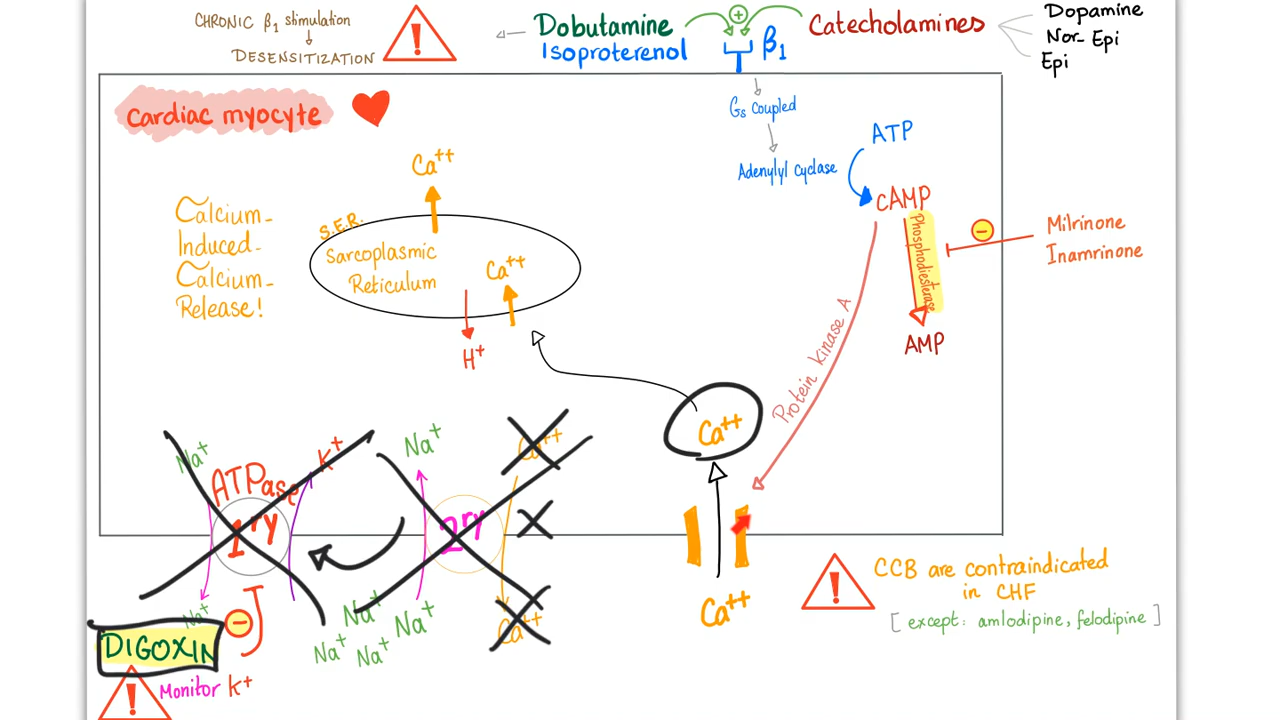 CHRONIC β1 stimulation
DESENSITIZATION
!
Dobutamine
Isoproterenol
+
β1
Catecholamines
Dopamine
Nor- Epi
Epi
Cardiac myocyte
Gs coupled
Adenylyl cyclase
ATP
cAMP
Phosphodiesterase
AMP
-
Milrinone
Inamrinone
Protein Kinase A
Calcium-
Induced-
Calcium-
Release!
Ca++
S.E.R.
Sarcoplasmic
Reticulum
Ca++
H+
Ca++
Na+
ATPase
K+
1ry
Na+
Na+
2ry
Ca++
Na+
Na+
Na+
Na+
Ca++
Ca++
-
DIGOXIN
!
Monitor K+
!
CCB are contraindicated
in CHF
[except: amlodipine, felodipine]